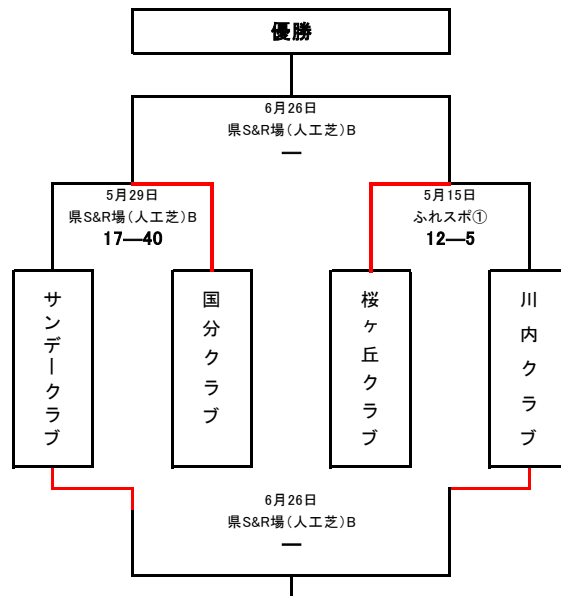 優勝
6月26日
県S&R場(人工芝)B
―
5月29日
県S&R場(人工芝)B
17―40
5月15日
ふれスポ①
12―5
サンデークラブ
国分クラブ
桜ヶ丘クラブ
川内クラブ
6月26日
県S&R場(人工芝)B
―